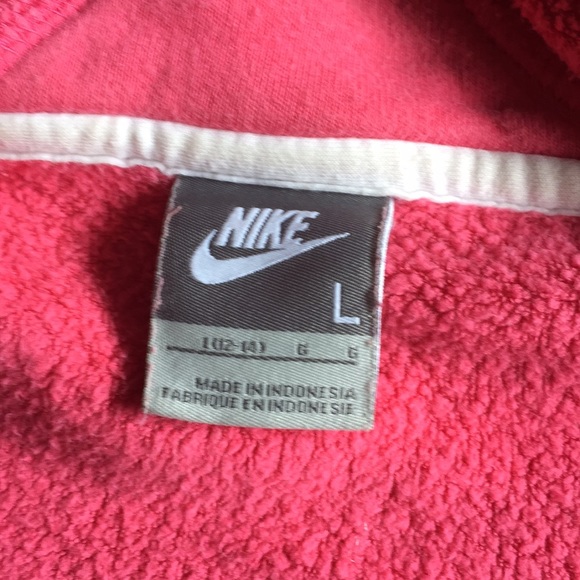 NIKE
L
L (12-14) G G
MADE IN INDONESIA
FABRIQUE EN INDONESIE